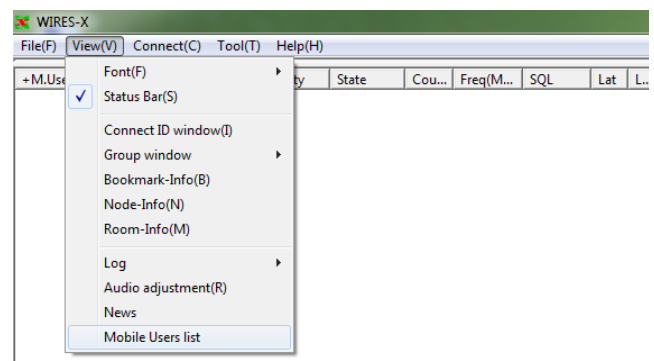 WIRES-X
File(F) View(V) Connect(C) Tool(T) Help(H)
+M.Use ty State Cou... Freq(M... SQL Lat L...
Font(F)
Status Bar(S)
Connect ID window(I)
Group window
Bookmark-Info(B)
Node-Info(N)
Room-Info(M)
Log
Audio adjustment(R)
News
Mobile Users list